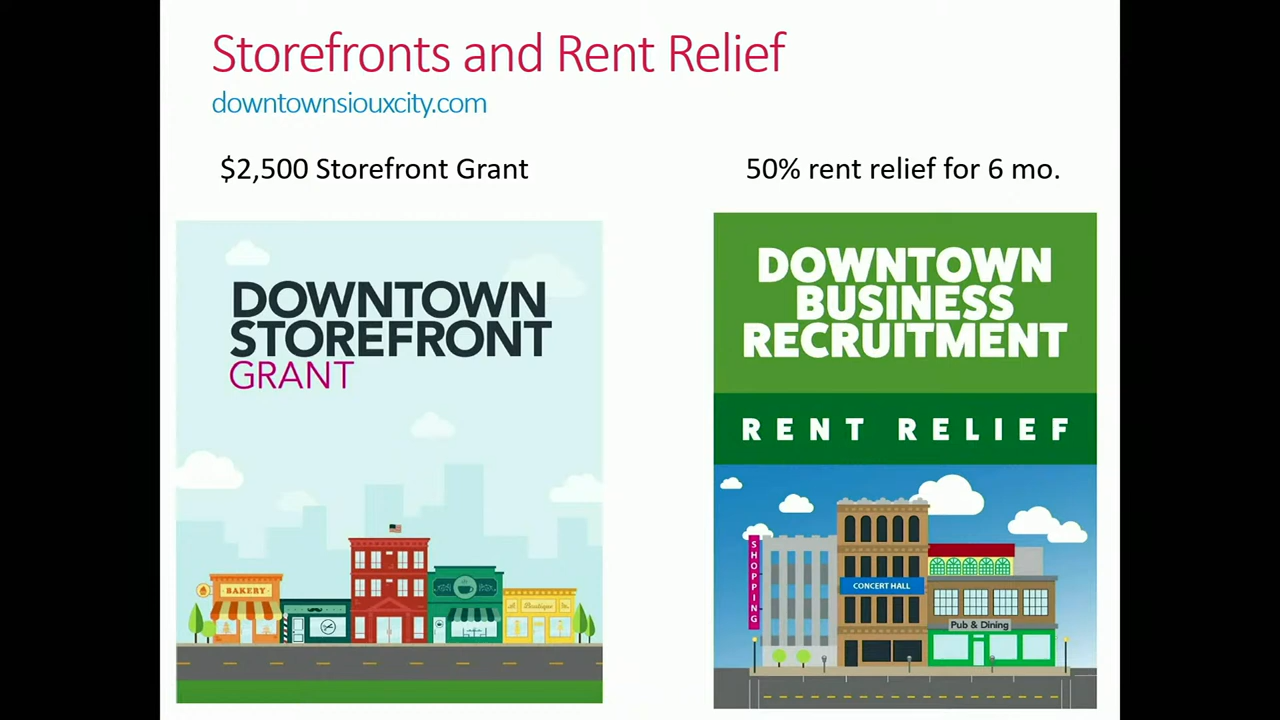 Storefronts and Rent Relief
downtownsiouxcity.com
$2,500 Storefront Grant
DOWNTOWN
STOREFRONT
GRANT
BAKERY
Boutique
50% rent relief for 6 mo.
DOWNTOWN
BUSINESS
RECRUITMENT
RENT RELIEF
SHOPPING
CONCERT HALL
Pub & Dining